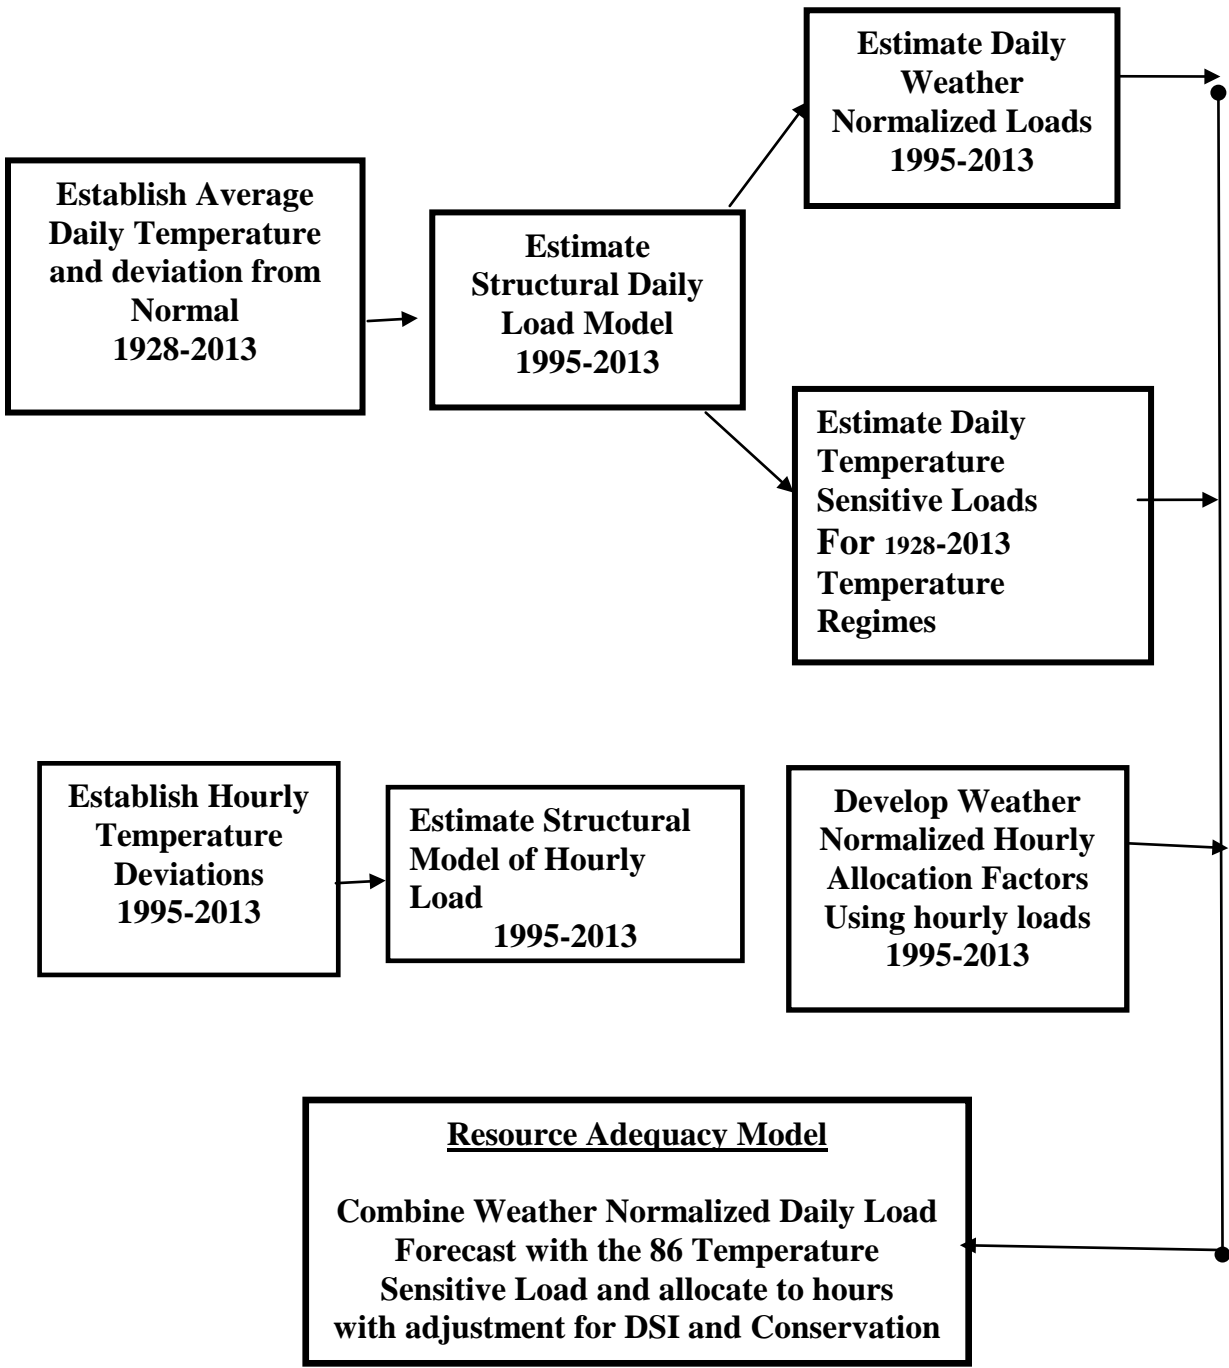 Establish Average
Daily Temperature
and deviation from
Normal
1928-2013
Estimate
Structural Daily
Load Model
1995-2013
Estimate Daily
Weather
Normalized Loads
1995-2013
Estimate Daily
Temperature
Sensitive Loads
For 1928-2013
Temperature
Regimes
Establish Hourly
Temperature
Deviations
1995-2013
Estimate Structural
Model of Hourly
Load
1995-2013
Develop Weather
Normalized Hourly
Allocation Factors
Using hourly loads
1995-2013
Resource Adequacy Model
Combine Weather Normalized Daily Load
Forecast with the 86 Temperature
Sensitive Load and allocate to hours
with adjustment for DSI and Conservation